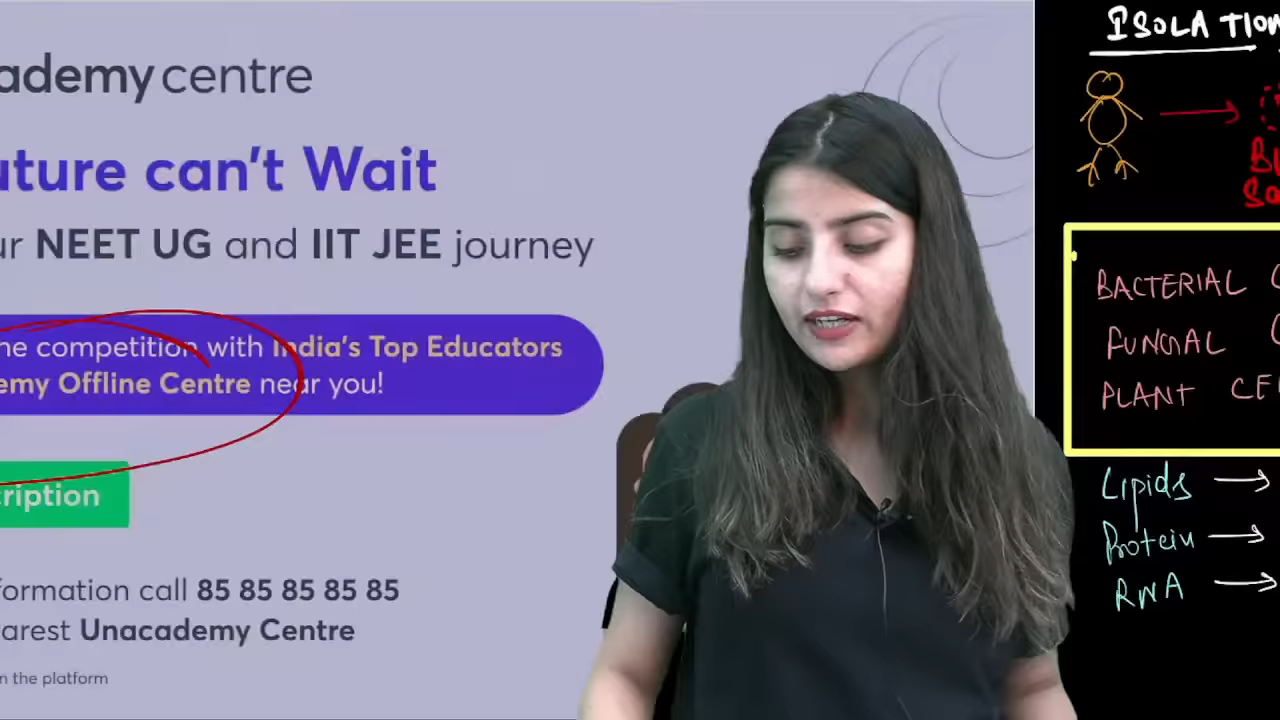 ademy centre
uture can't Wait
ur NEET UG and IIT JEE journey
he competition with India's Top Educators
emy Offline Centre near you!
cription
formation call 85 85 85 85 85
arest Unacademy Centre
n the platform
ISOLATION
BACTERIAL C
FUNGAL
PLANT CE
Lipids →
Protein →
RNA →